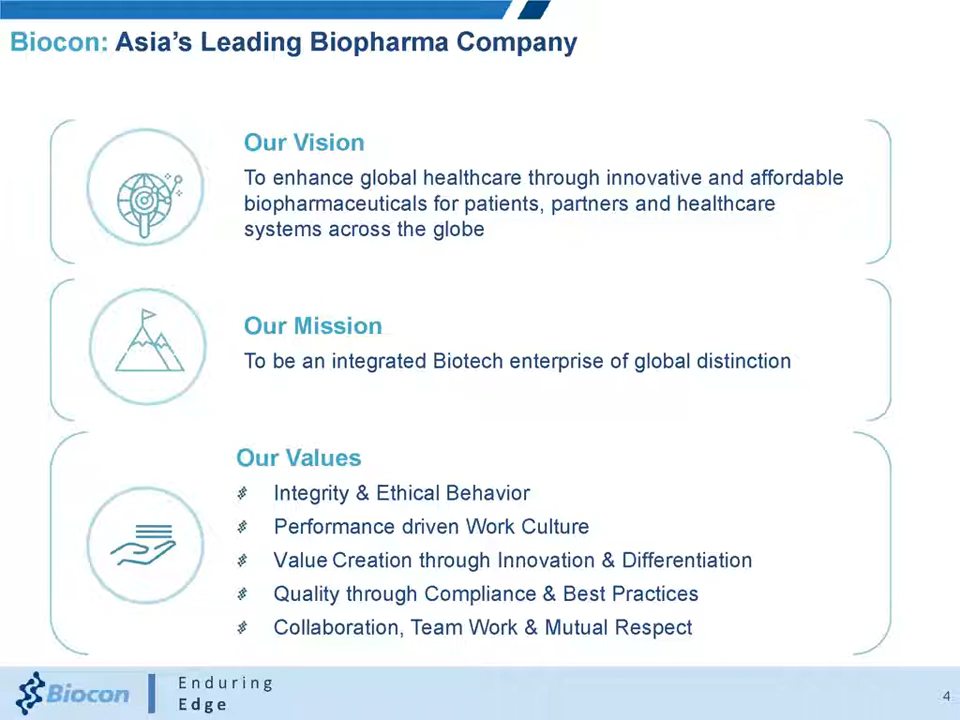 Biocon: Asia's Leading Biopharma Company
Our Vision
To enhance global healthcare through innovative and affordable
biopharmaceuticals for patients, partners and healthcare
systems across the globe
Our Mission
To be an integrated Biotech enterprise of global distinction
Our Values
Integrity & Ethical Behavior
Performance driven Work Culture
Value Creation through Innovation & Differentiation
Quality through Compliance & Best Practices
Collaboration, Team Work & Mutual Respect
Biocon
Enduring
Edge
4